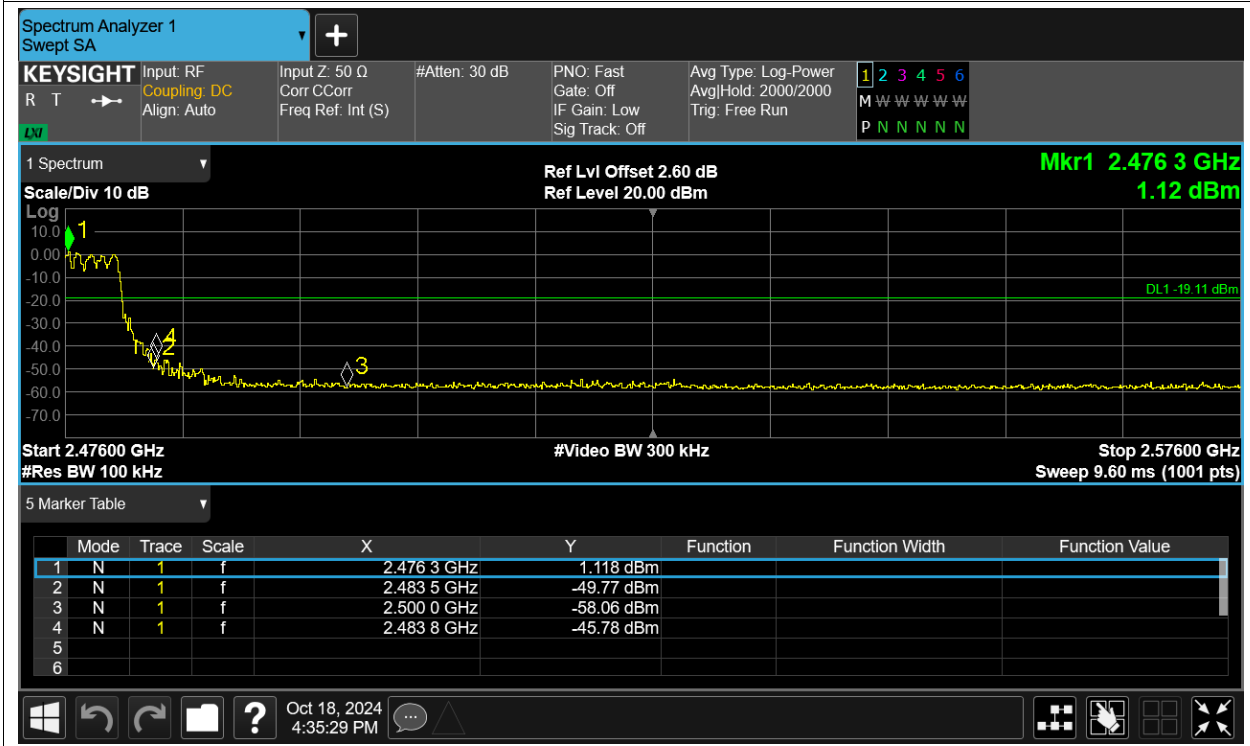 Spectrum Analyzer 1
Swept SA
+
KEYSIGHT Input: RF Input Z: 50 Ω #Atten: 30 dB PNO: Fast Avg Type: Log-Power 1 2 3 4 5 6
R T Coupling: DC Corr CCorr Gate: Off Avg|Hold: 2000/2000 M W W W W W
Align: Auto Freq Ref: Int (S) IF Gain: Low Trig: Free Run
LXI Sig Track: Off P N N N N N
1 Spectrum Ref Lvl Offset 2.60 dB Mkr1 2.476 3 GHz
Scale/Div 10 dB Ref Level 20.00 dBm 1.12 dBm
Log
10.0 1
0.00
-10.0
DL1 -19.11 dBm
-20.0
-30.0
-40.0 4
2
-50.0 3
-60.0
-70.0
Start 2.47600 GHz #Video BW 300 kHz Stop 2.57600 GHz
#Res BW 100 kHz Sweep 9.60 ms (1001 pts)
5 Marker Table
Mode Trace Scale X Y Function Function Width Function Value
1 N 1 f 2.476 3 GHz 1.118 dBm
2 N 1 f 2.483 5 GHz -49.77 dBm
3 N 1 f 2.500 0 GHz -58.06 dBm
4 N 1 f 2.483 8 GHz -45.78 dBm
5
6
? Oct 18, 2024
4:35:29 PM